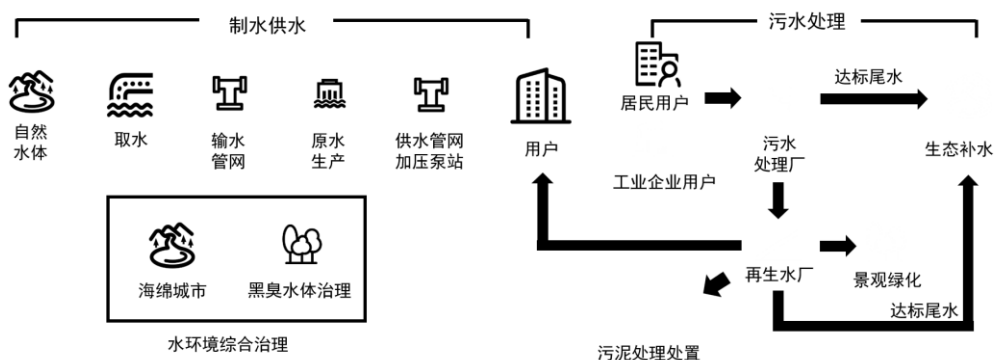 制水供水
污水处理
自然
水体
取水
输水
管网
原水
生产
供水管网
加压泵站
用户
居民用户
达标尾水
污水
处理厂
生态补水
工业企业用户
海绵城市
黑臭水体治理
水环境综合治理
再生水厂
景观绿化
达标尾水
污泥处理处置